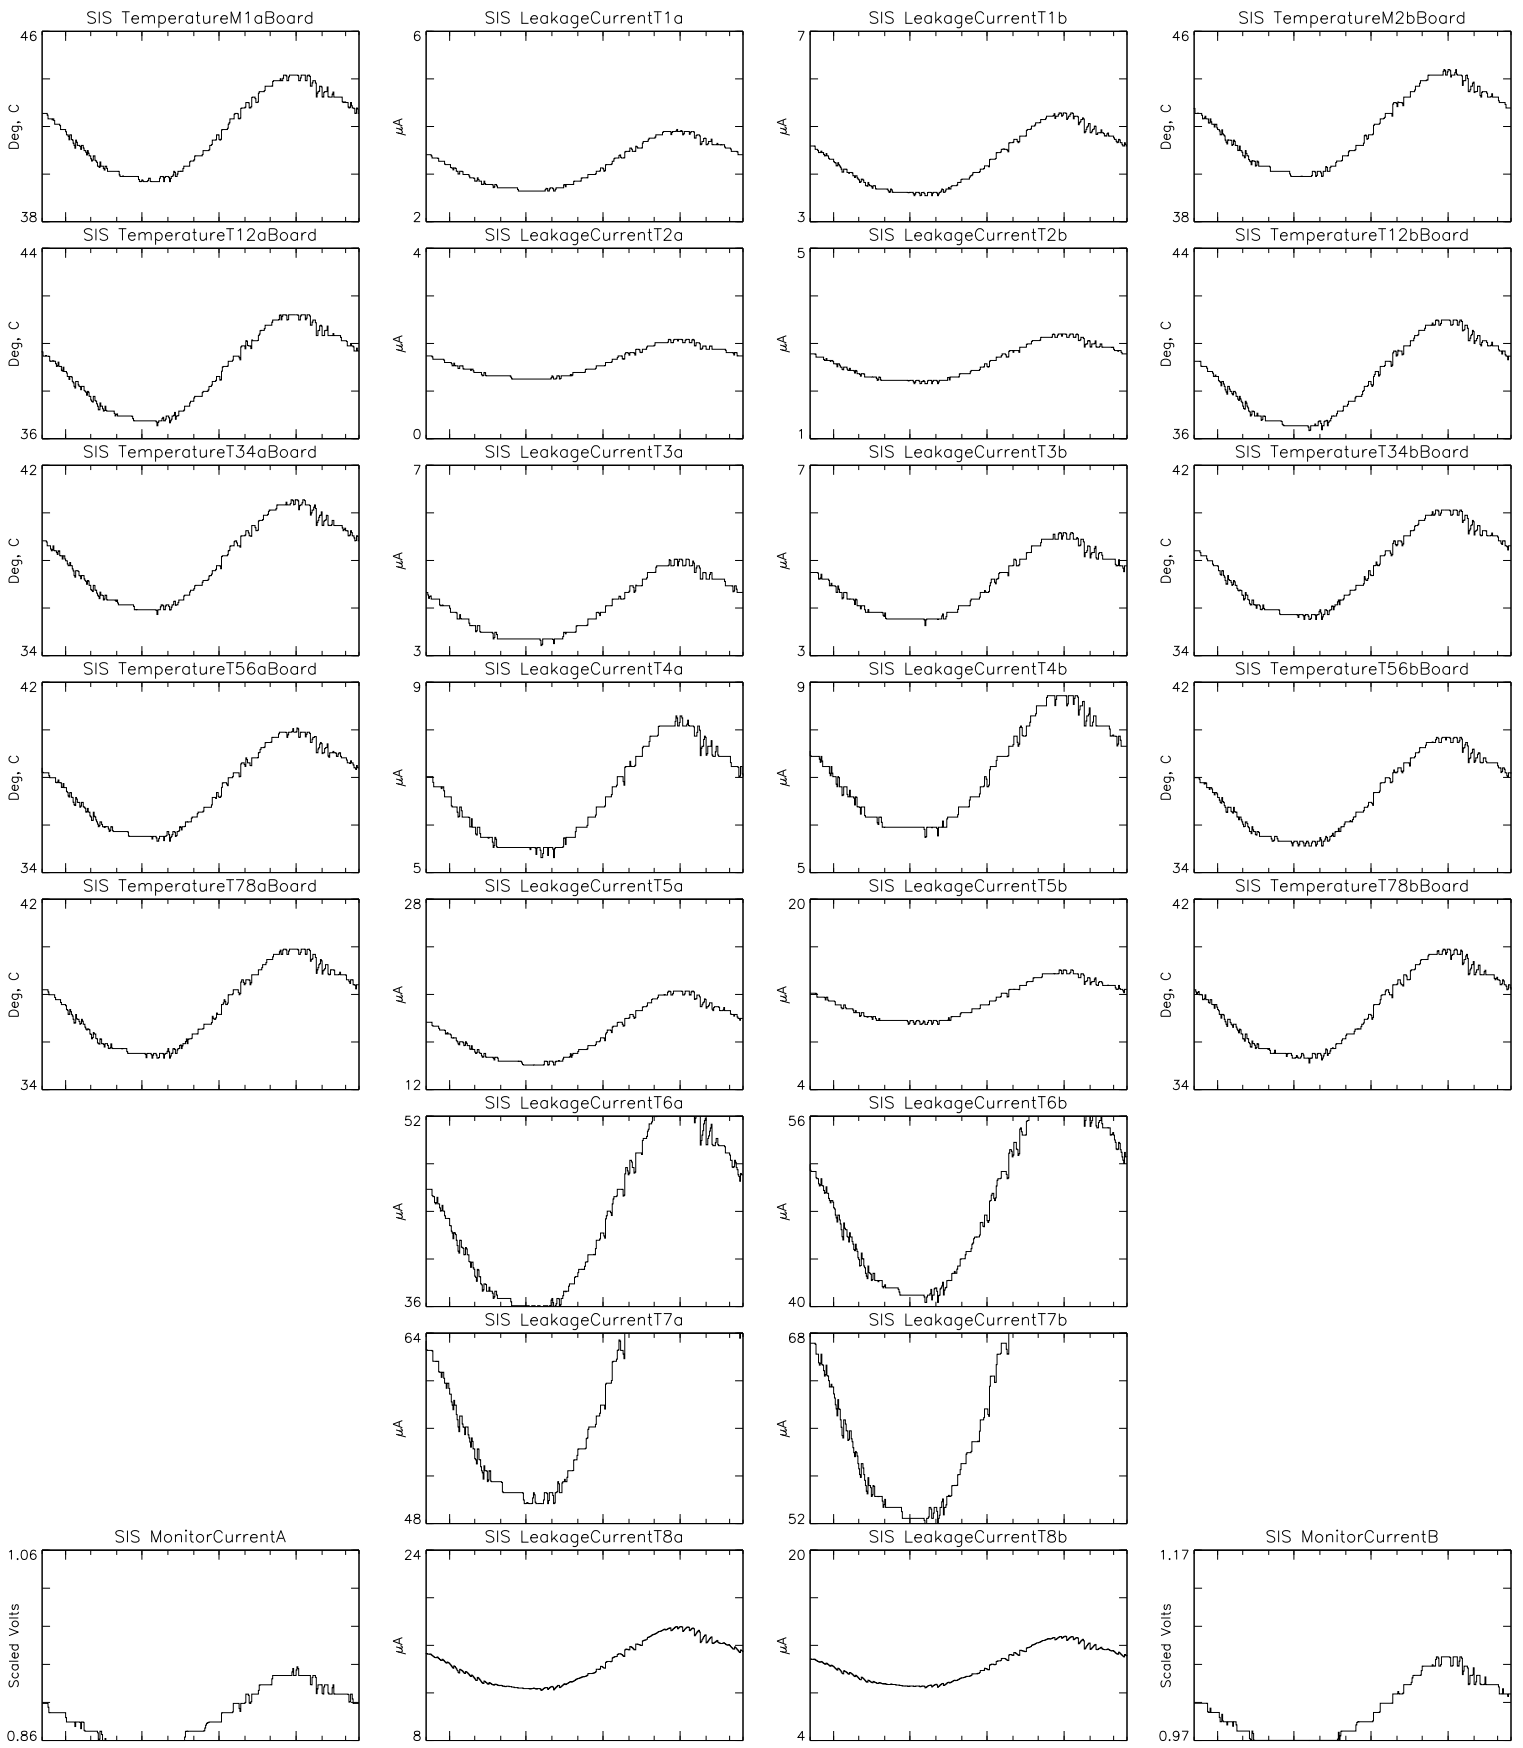 SIS TemperatureM1aBoard
46
Deg, C
38
SIS LeakageCurrentT1a
6
μA
2
SIS LeakageCurrentT1b
7
μA
3
SIS TemperatureM2bBoard
46
Deg, C
38
SIS TemperatureT12aBoard
44
Deg, C
36
SIS LeakageCurrentT2a
4
μA
0
SIS LeakageCurrentT2b
5
μA
1
SIS TemperatureT12bBoard
44
Deg, C
36
SIS TemperatureT34aBoard
42
Deg, C
34
SIS LeakageCurrentT3a
7
μA
3
SIS LeakageCurrentT3b
7
μA
3
SIS TemperatureT34bBoard
42
Deg, C
34
SIS TemperatureT56aBoard
42
Deg, C
34
SIS LeakageCurrentT4a
9
μA
5
SIS LeakageCurrentT4b
9
μA
5
SIS TemperatureT56bBoard
42
Deg, C
34
SIS TemperatureT78aBoard
42
Deg, C
34
SIS LeakageCurrentT5a
28
μA
12
SIS LeakageCurrentT5b
20
μA
4
SIS TemperatureT78bBoard
42
Deg, C
34
SIS LeakageCurrentT6a
52
μA
36
SIS LeakageCurrentT6b
56
μA
40
SIS LeakageCurrentT7a
64
μA
48
SIS LeakageCurrentT7b
68
μA
52
SIS MonitorCurrentA
1.06
Scaled Volts
0.86
SIS LeakageCurrentT8a
24
μA
8
SIS LeakageCurrentT8b
20
μA
4
SIS MonitorCurrentB
1.17
Scaled Volts
0.97